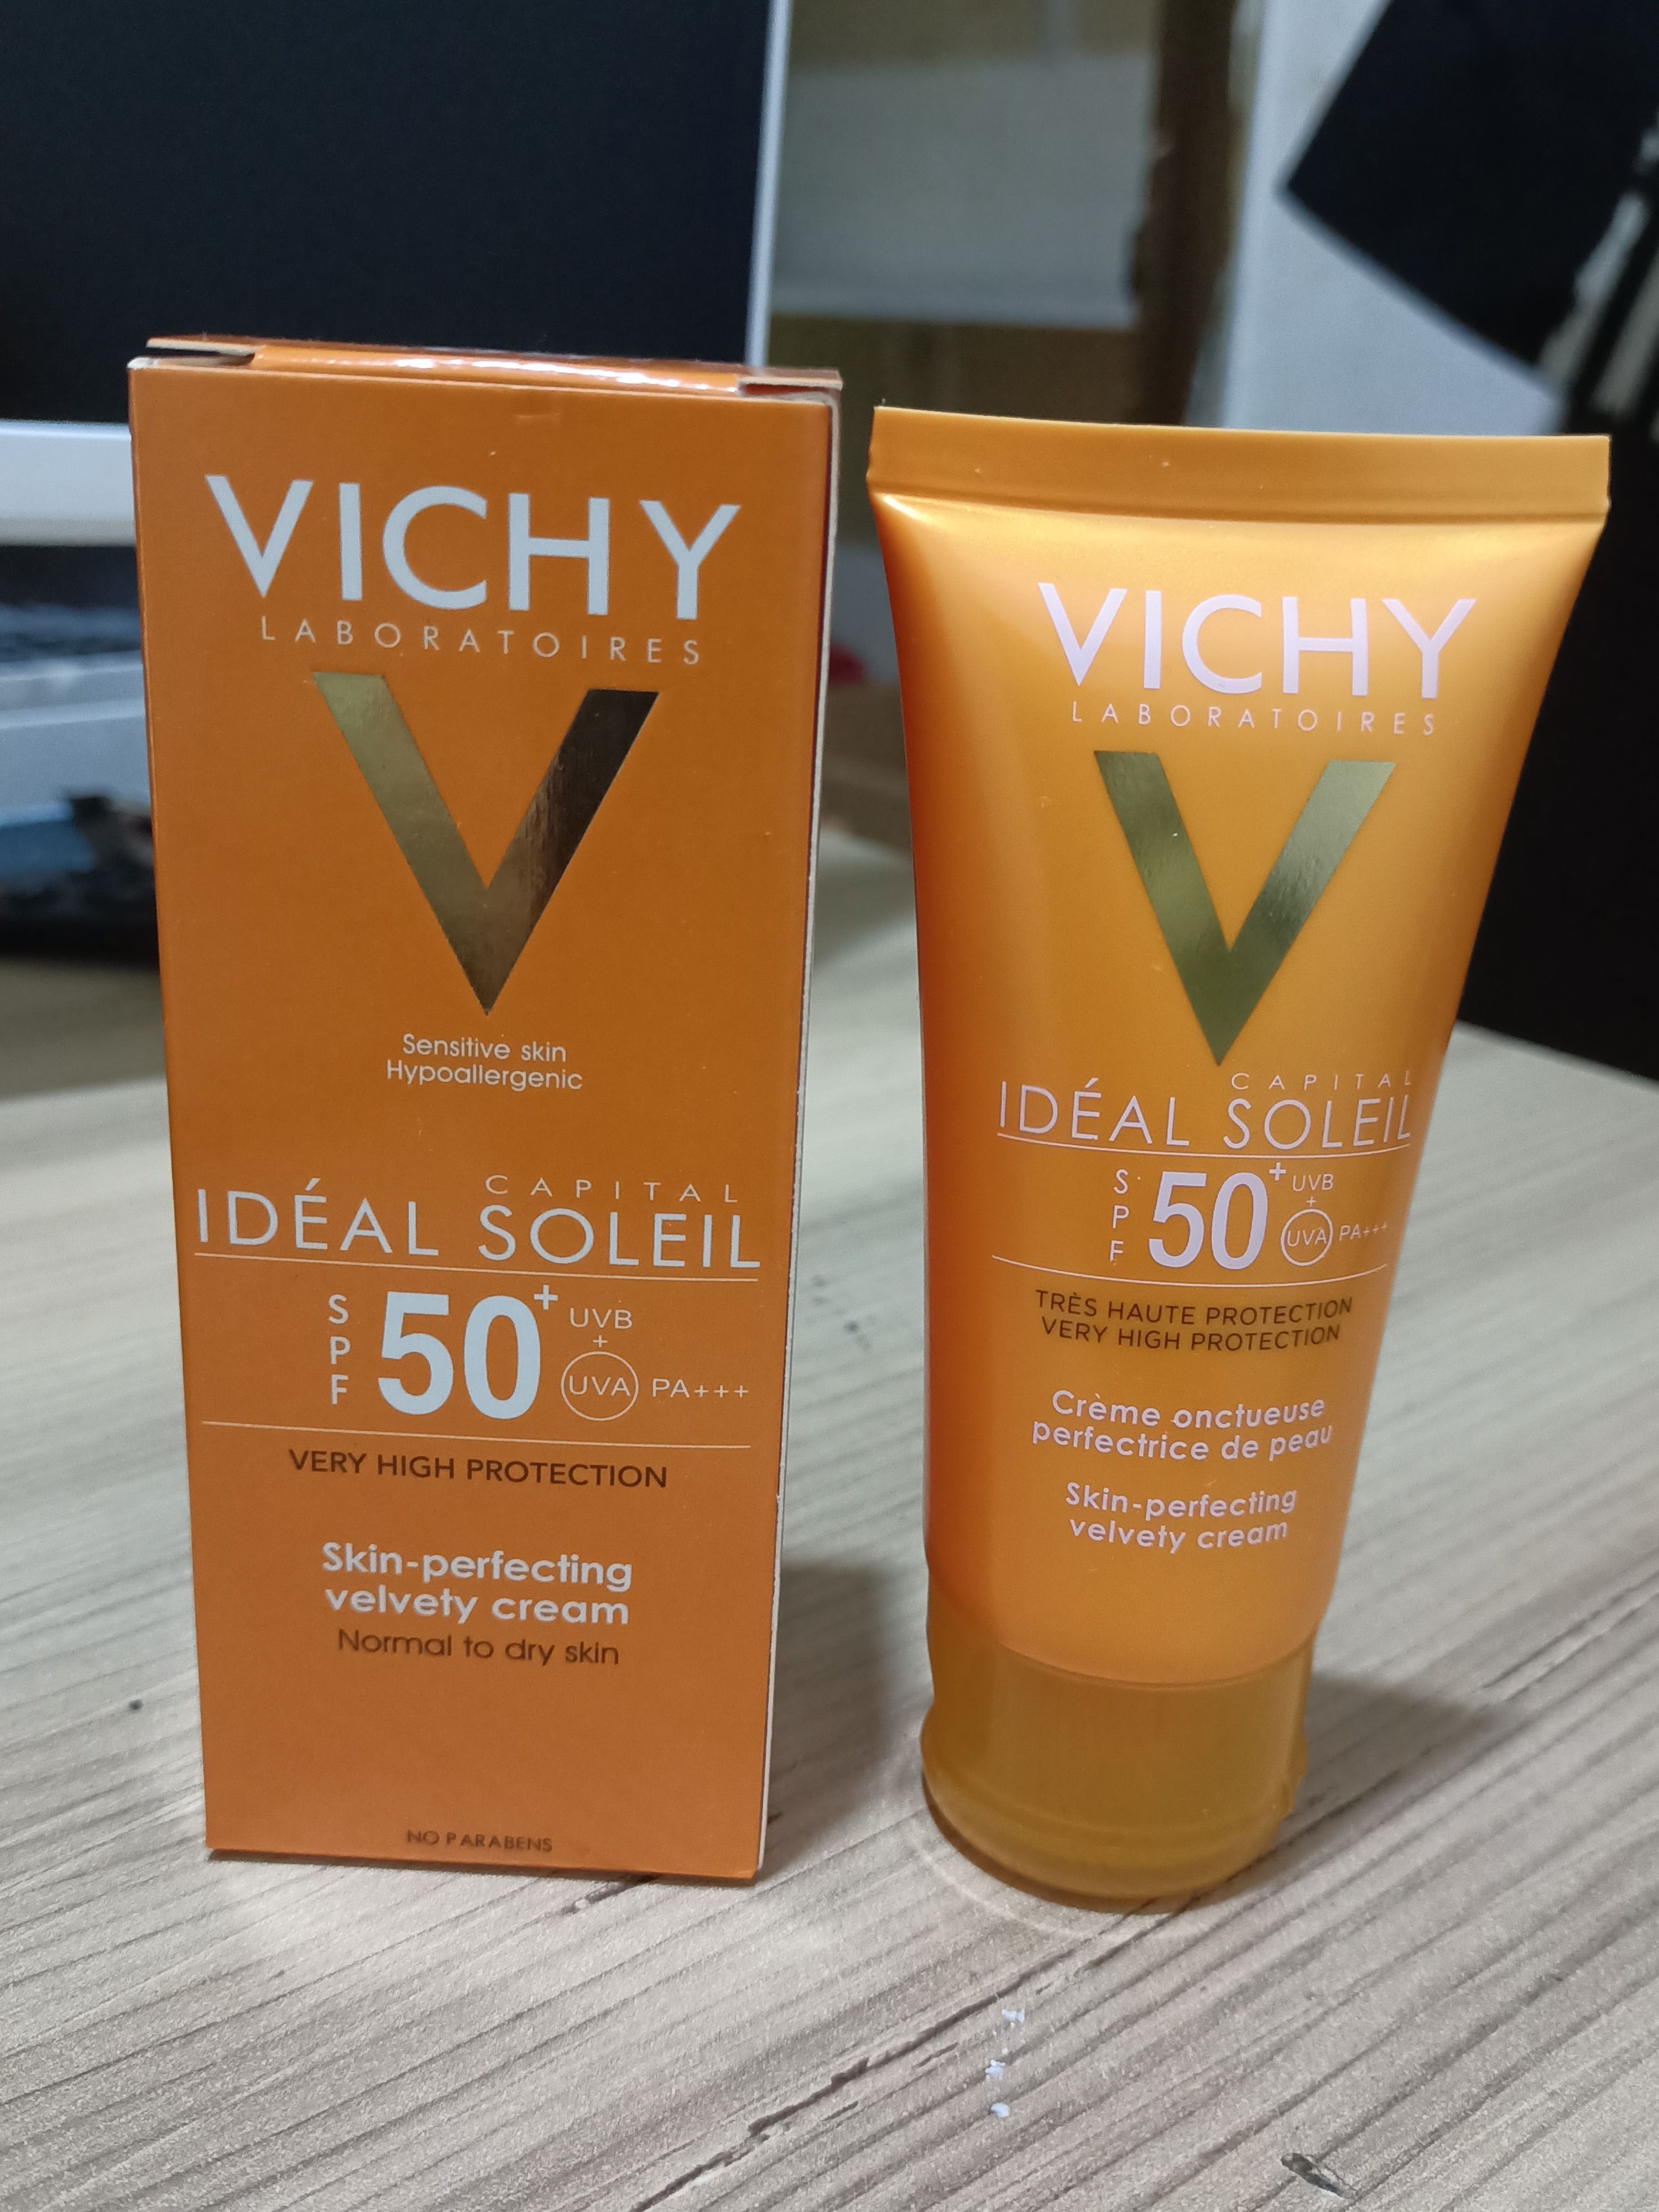 VICHY
LABORATOIRES
V
Sensitive skin
Hypoallergenic
CAPITAL
IDÉAL SOLEIL
SPF 50+ UVB
+
UVA PA+++
VERY HIGH PROTECTION
Skin-perfecting
velvety cream
Normal to dry skin
NO PARABENS
VICHY
LABORATOIRES
V
CAPITAL
IDÉAL SOLEIL
SPF 50+ UVB
+
UVA PA+++
TRÈS HAUTE PROTECTION
VERY HIGH PROTECTION
Crème onctueuse
perfectrice de peau
Skin-perfecting
velvety cream